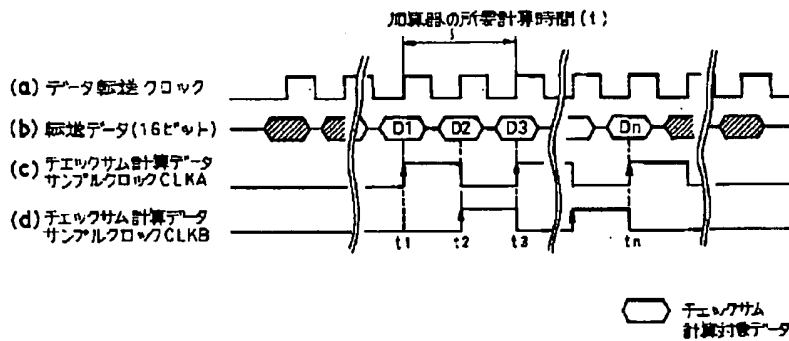 加算器の所要計算時間(t)
(a) データ転送クロック
(b) 転送データ(16ビット)
D1 D2 D3 Dn
(c) チェックサム計算データ
サンプルクロックCLKA
(d) チェックサム計算データ
サンプルクロックCLKB
t1 t2 t3 tn
チェックサム
計算対象データ